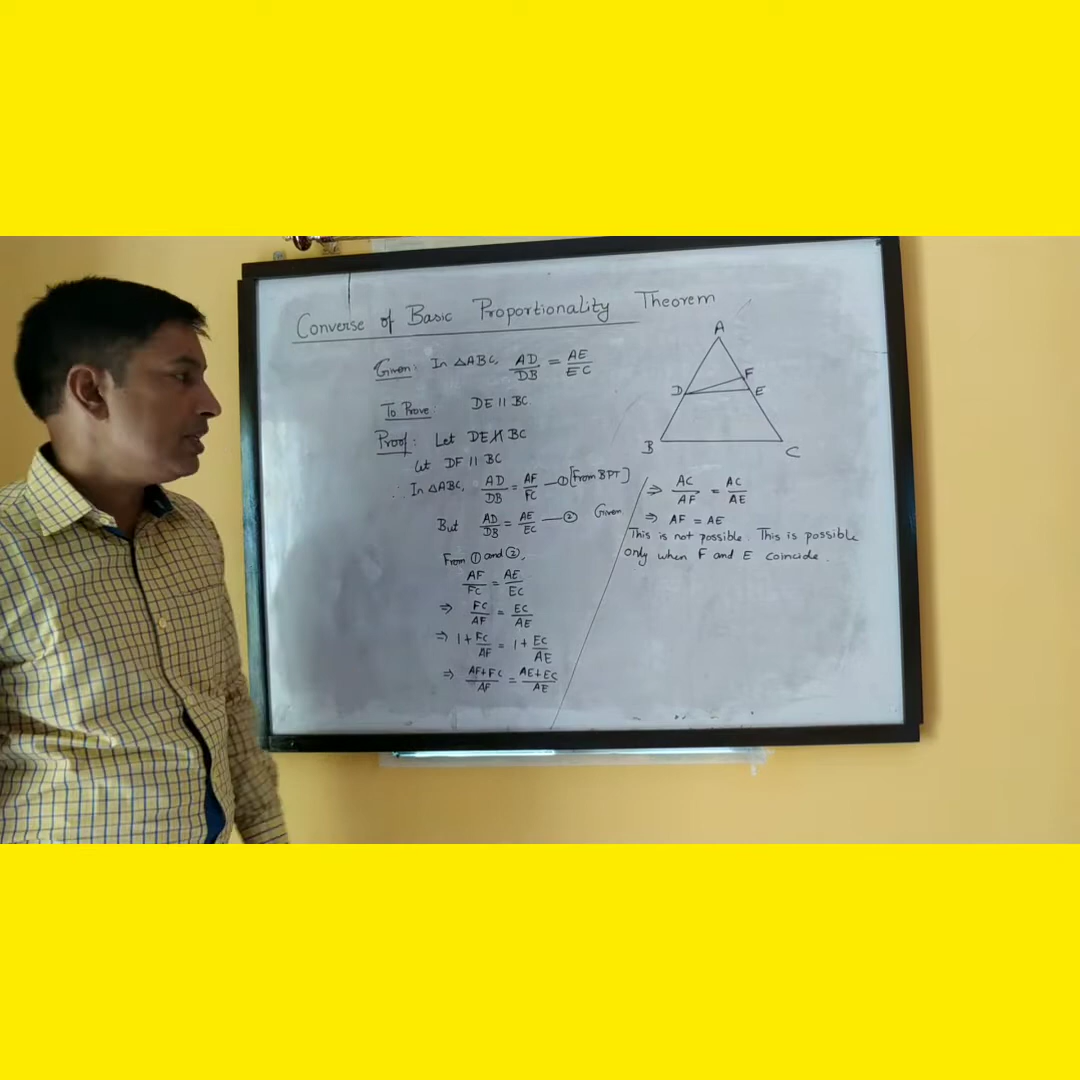 Converse of Basic Proportionality Theorem
Given: In △ABC, AD/DB = AE/EC
To Prove: DE || BC.
Proof: Let DE ∦ BC
Let DF || BC
∴ In △ABC, AD/DB = AF/FC —① [From BPT]
But AD/DB = AE/EC —② Given
From ① and ②,
AF/FC = AE/EC
⇒ FC/AF = EC/AE
⇒ 1 + FC/AF = 1 + EC/AE
⇒ AF+FC/AF = AE+EC/AE
A
F
D
E
B
C
⇒ AC/AF = AC/AE
⇒ AF = AE
This is not possible. This is possible
only when F and E coincide.